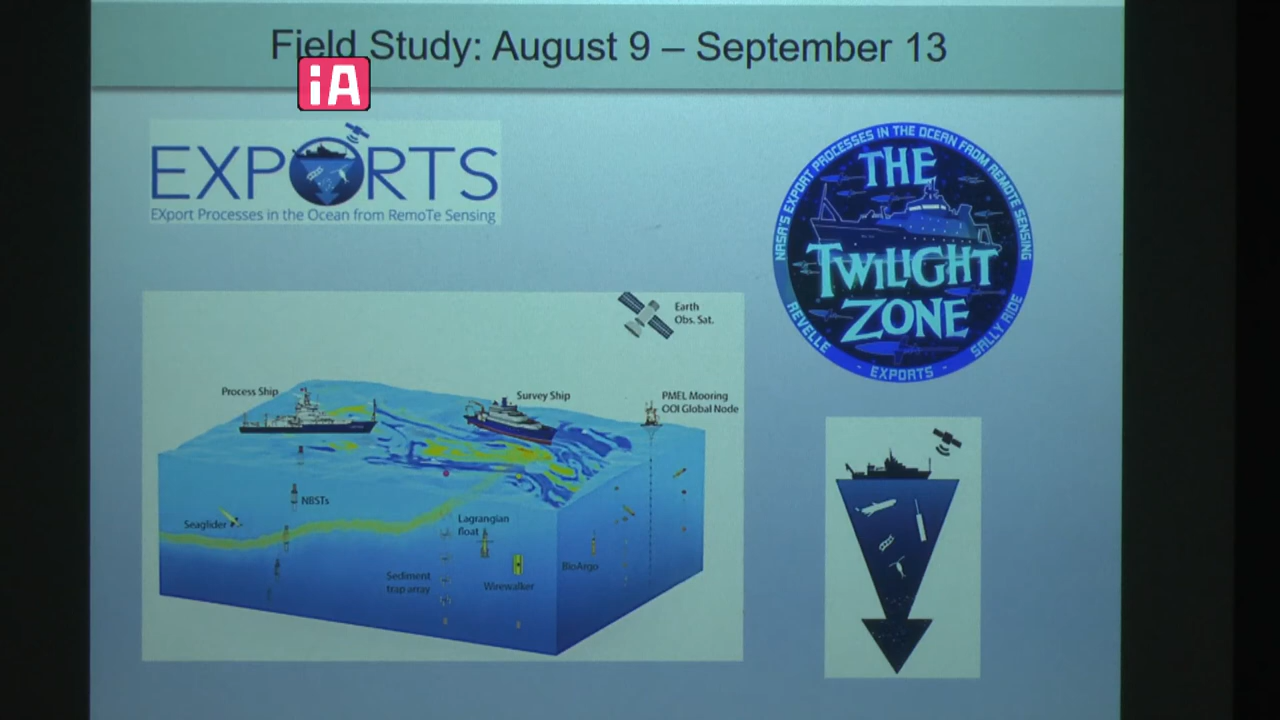 Field Study: August 9 – September 13
iA
EXPORTS
EXport Processes in the Ocean from RemoTe Sensing
NASA'S EXPORT PROCESSES IN THE OCEAN FROM REMOTE SENSING
THE
TWILIGHT
ZONE
REVELLE
- EXPORTS -
SALLY RIDE
Earth
Obs. Sat.
Process Ship
Survey Ship
PMEL Mooring
OOI Global Node
NBSTs
Seaglider
Lagrangian
float
BioArgo
Sediment
trap array
Wirewalker